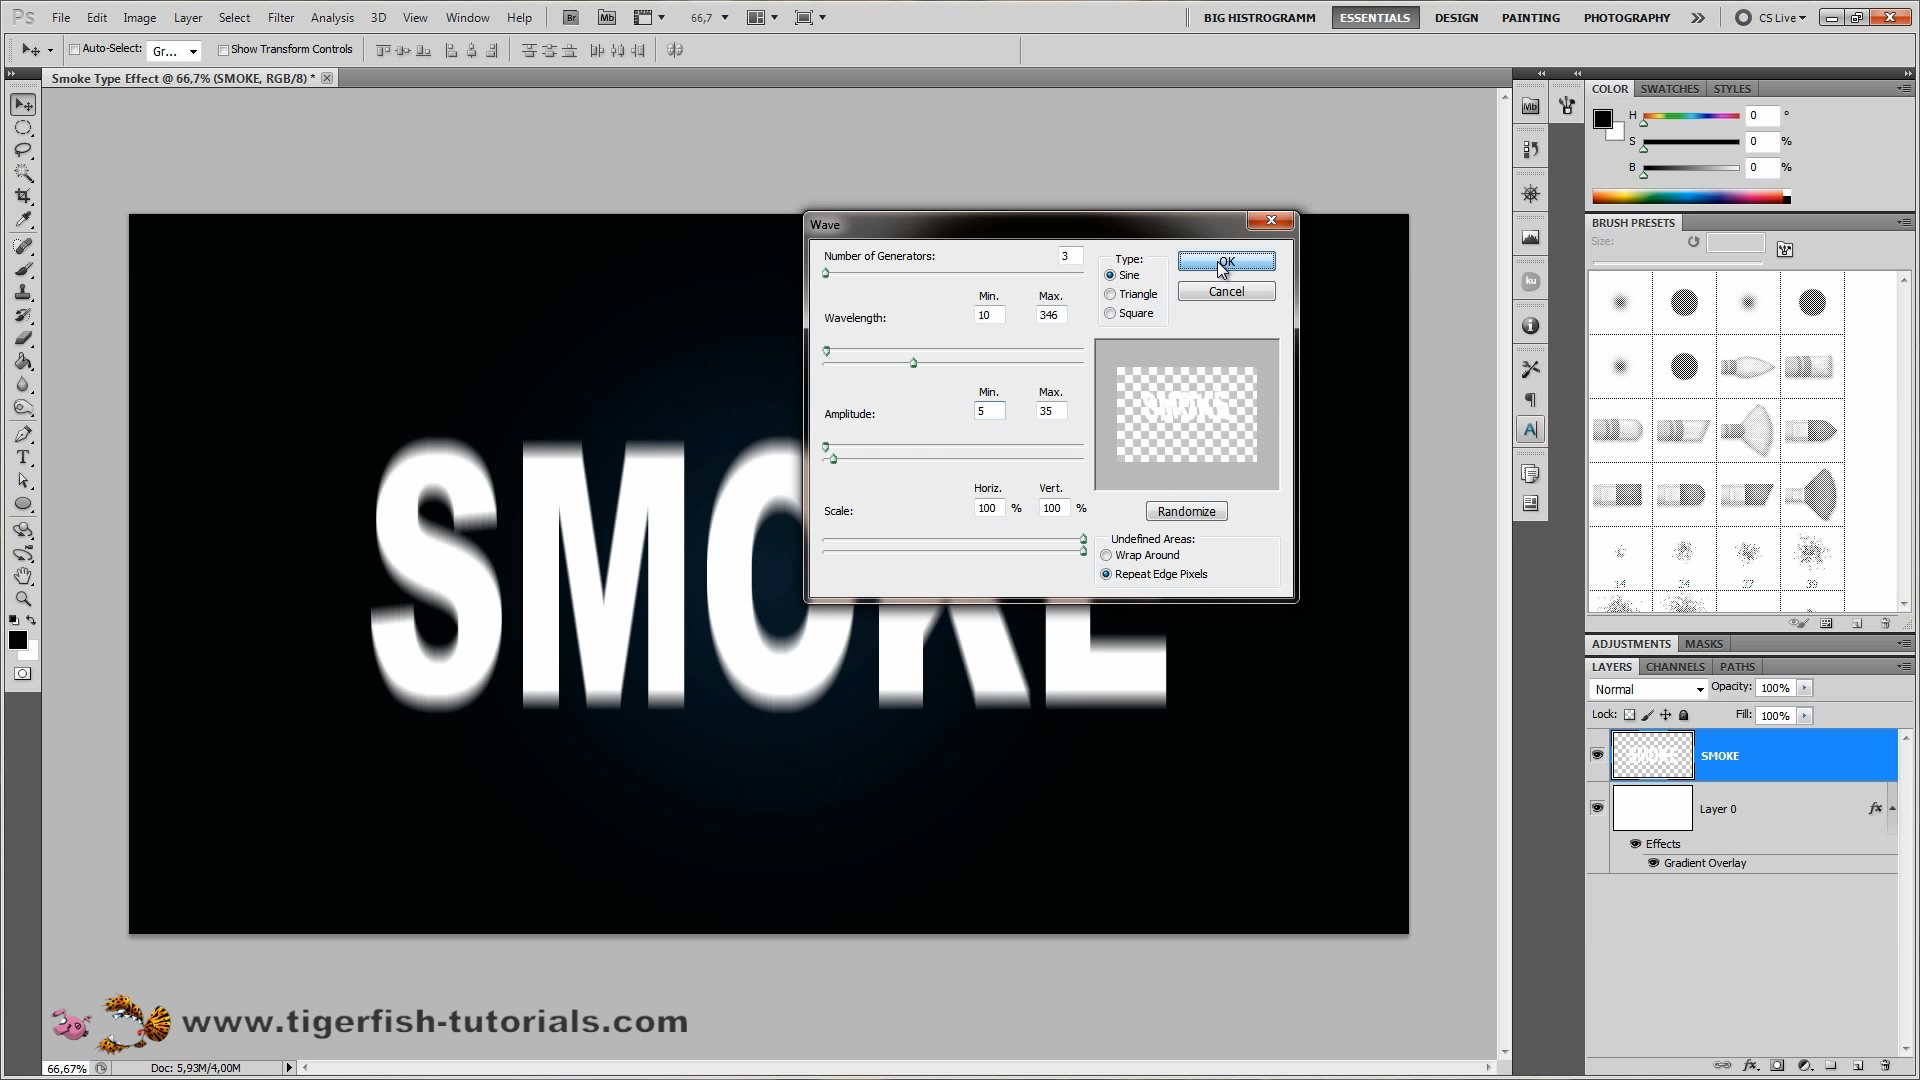 Ps File Edit Image Layer Select Filter Analysis 3D View Window Help Br Mb 66,7 BIG HISTROGRAMM ESSENTIALS DESIGN PAINTING PHOTOGRAPHY CS Live
Auto-Select: Gr... Show Transform Controls
Smoke Type Effect @ 66,7% (SMOKE, RGB/8) *
SMOKE
Wave
Number of Generators: 3
Min. Max.
Wavelength: 10 346
Min. Max.
Amplitude: 5 35
Horiz. Vert.
Scale: 100 % 100 %
Type:
Sine
Triangle
Square
OK
Cancel
SMOKE
Randomize
Undefined Areas:
Wrap Around
Repeat Edge Pixels
Mb
ku
COLOR SWATCHES STYLES
H 0 °
S 0 %
B 0 %
BRUSH PRESETS
Size:
14 24 27 39
ADJUSTMENTS MASKS
LAYERS CHANNELS PATHS
Normal Opacity: 100%
Lock: Fill: 100%
SMOKE
Layer 0 fx
Effects
Gradient Overlay
www.tigerfish-tutorials.com
66,67% Doc: 5,93M/4,00M